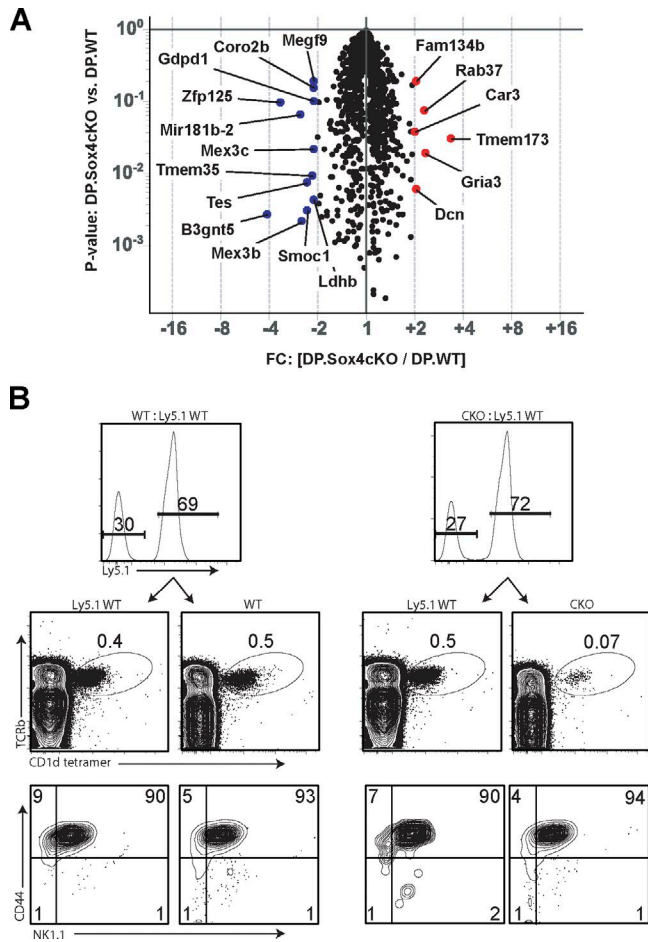 A
P-value: DP.Sox4cKO vs. DP.WT
10⁰
10⁻¹
10⁻²
10⁻³
Megf9
Coro2b
Gdpd1
Zfp125
Mir181b-2
Mex3c
Tmem35
Tes
B3gnt5
Mex3b
Smoc1
Ldhb
Fam134b
Rab37
Car3
Tmem173
Gria3
Dcn
-16 -8 -4 -2 1 +2 +4 +8 +16
FC: [DP.Sox4cKO / DP.WT]
B
WT : Ly5.1 WT
CKO : Ly5.1 WT
30 69
27 72
Ly5.1
Ly5.1 WT WT Ly5.1 WT CKO
0.4 0.5 0.5 0.07
TCRb
CD1d tetramer
9 90 5 93 7 90 4 94
CD44
1 1 1 1 1 2 1 1
NK1.1